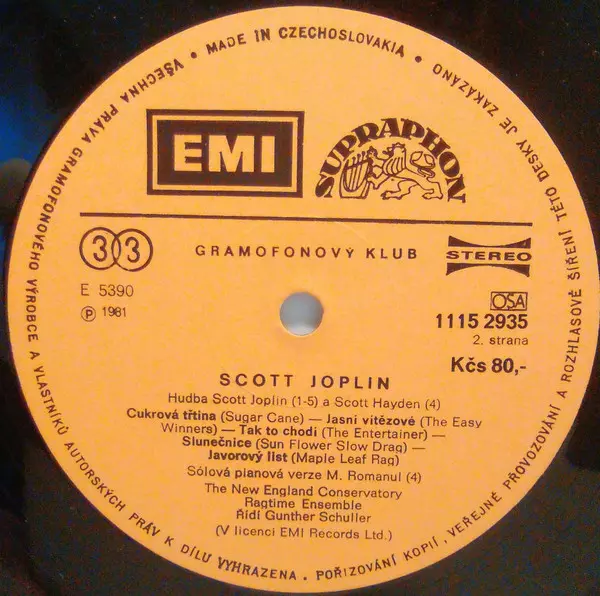 VŠECHNA PRÁVA GRAMOFONOVÉHO VÝROBCE A VLASTNÍKŮ AUTORSKÝCH PRÁV K DÍLU VYHRAZENA • POŘIZOVÁNÍ KOPIÍ, VEŘEJNÉ PROVOZOVÁNÍ A ROZHLASOVÉ ŠÍŘENÍ TÉTO DESKY JE ZAKÁZÁNO • MADE IN CZECHOSLOVAKIA •
EMI
SUPRAPHON
33
GRAMOFONOVÝ KLUB
STEREO
E 5390
Ⓟ 1981
OSA
1115 2935
2. strana
Kčs 80,-
SCOTT JOPLIN
Hudba Scott Joplin (1-5) a Scott Hayden (4)
Cukrová třtina (Sugar Cane) — Jasní vítězové (The Easy
Winners) — Tak to chodí (The Entertainer) —
Slunečnice (Sun Flower Slow Drag) —
Javorový list (Maple Leaf Rag)
Sólová pianová verze M. Romanul (4)
The New England Conservatory
Ragtime Ensemble
Řídí Gunther Schuller
(V licenci EMI Records Ltd.)